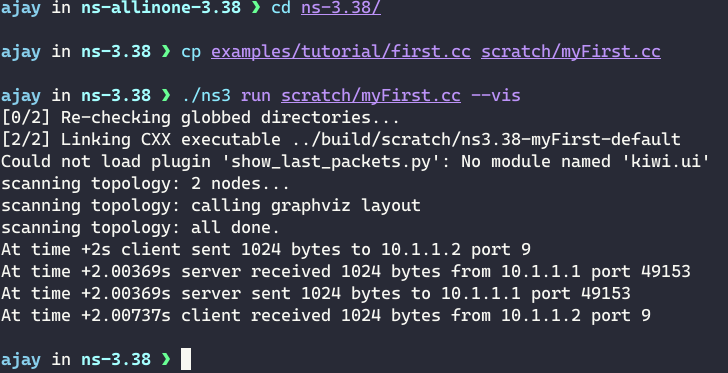 ajay in ns-allinone-3.38 ❯ cd ns-3.38/
ajay in ns-3.38 ❯ cp examples/tutorial/first.cc scratch/myFirst.cc
ajay in ns-3.38 ❯ ./ns3 run scratch/myFirst.cc --vis
[0/2] Re-checking globbed directories...
[2/2] Linking CXX executable ../build/scratch/ns3.38-myFirst-default
Could not load plugin 'show_last_packets.py': No module named 'kiwi.ui'
scanning topology: 2 nodes...
scanning topology: calling graphviz layout
scanning topology: all done.
At time +2s client sent 1024 bytes to 10.1.1.2 port 9
At time +2.00369s server received 1024 bytes from 10.1.1.1 port 49153
At time +2.00369s server sent 1024 bytes to 10.1.1.1 port 49153
At time +2.00737s client received 1024 bytes from 10.1.1.2 port 9
ajay in ns-3.38 ❯